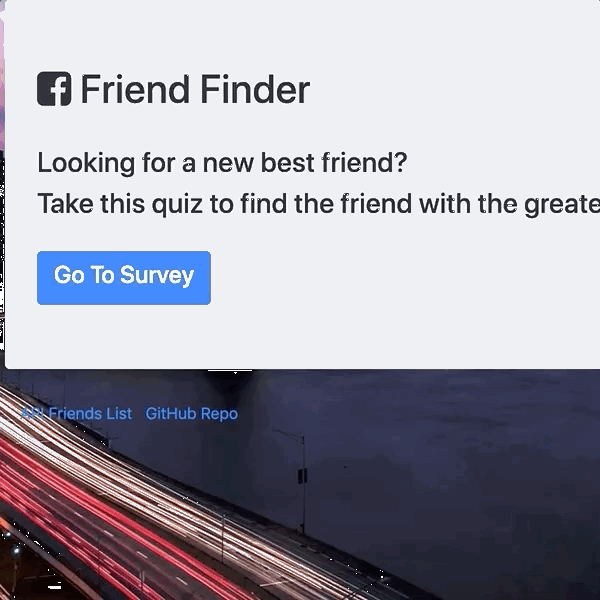 Friend Finder
Looking for a new best friend?
Take this quiz to find the friend with the greate
Go To Survey
API Friends List GitHub Repo